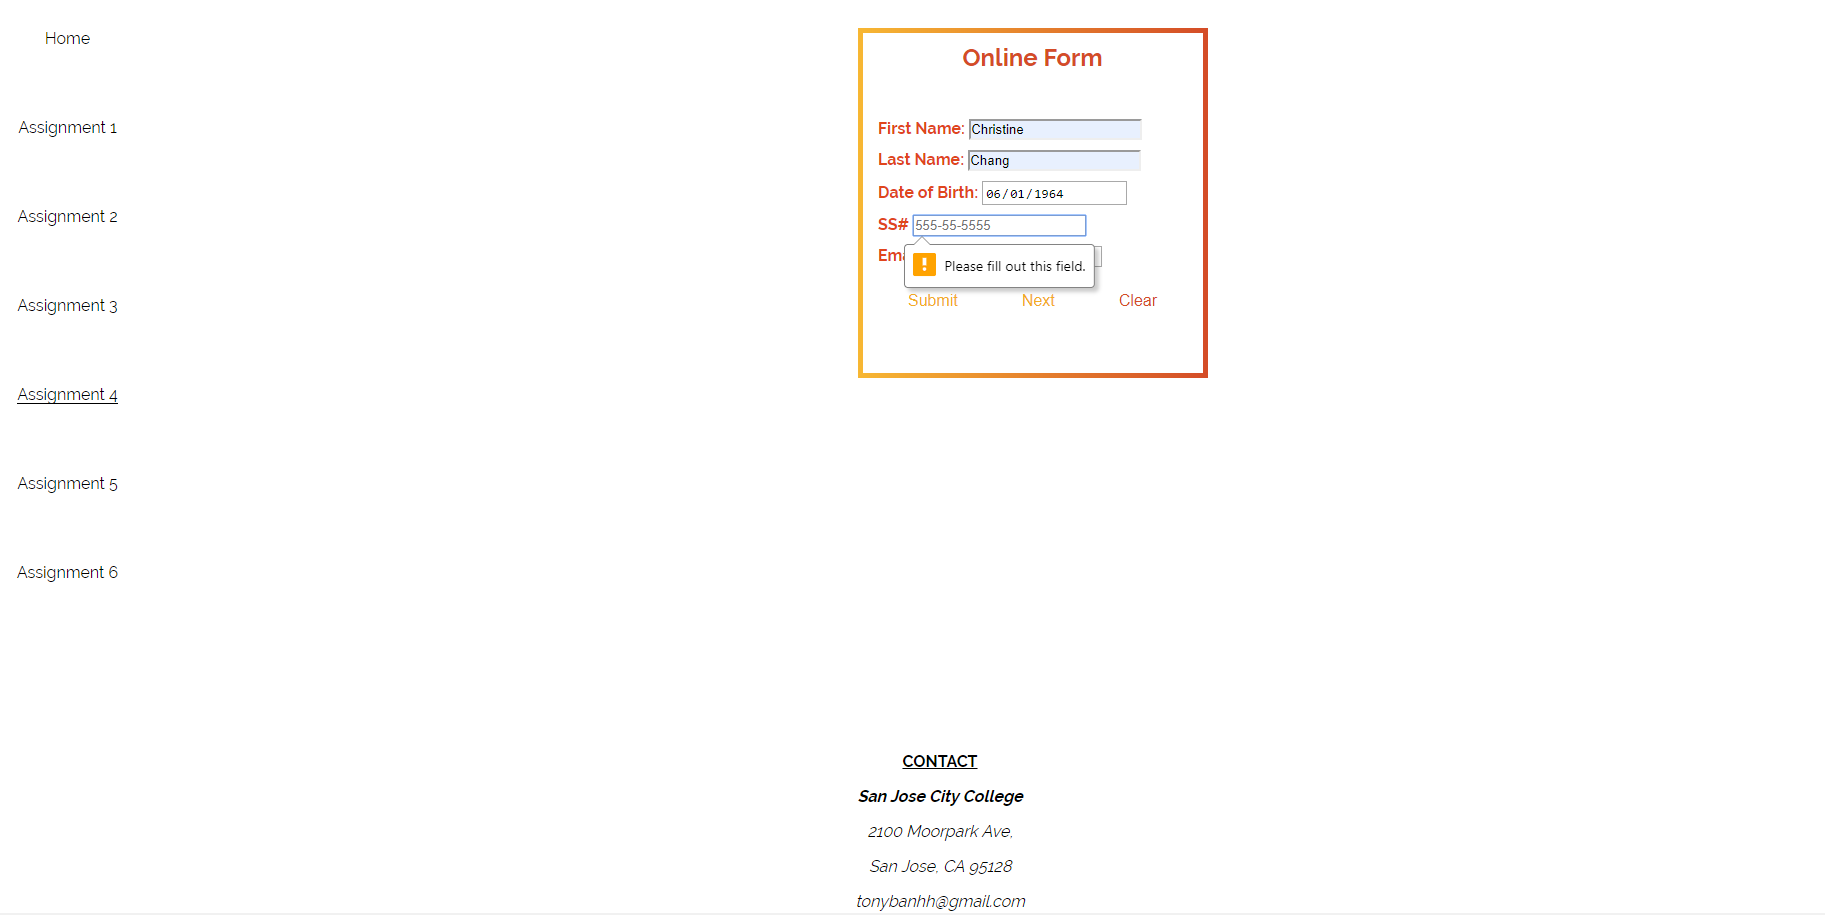 Home
Assignment 1
Assignment 2
Assignment 3
Assignment 4
Assignment 5
Assignment 6
Online Form
First Name: Christine
Last Name: Chang
Date of Birth: 06/01/1964
SS# 555-55-5555
Ema
Please fill out this field.
Submit Next Clear
CONTACT
San Jose City College
2100 Moorpark Ave,
San Jose, CA 95128
tonybanhh@gmail.com